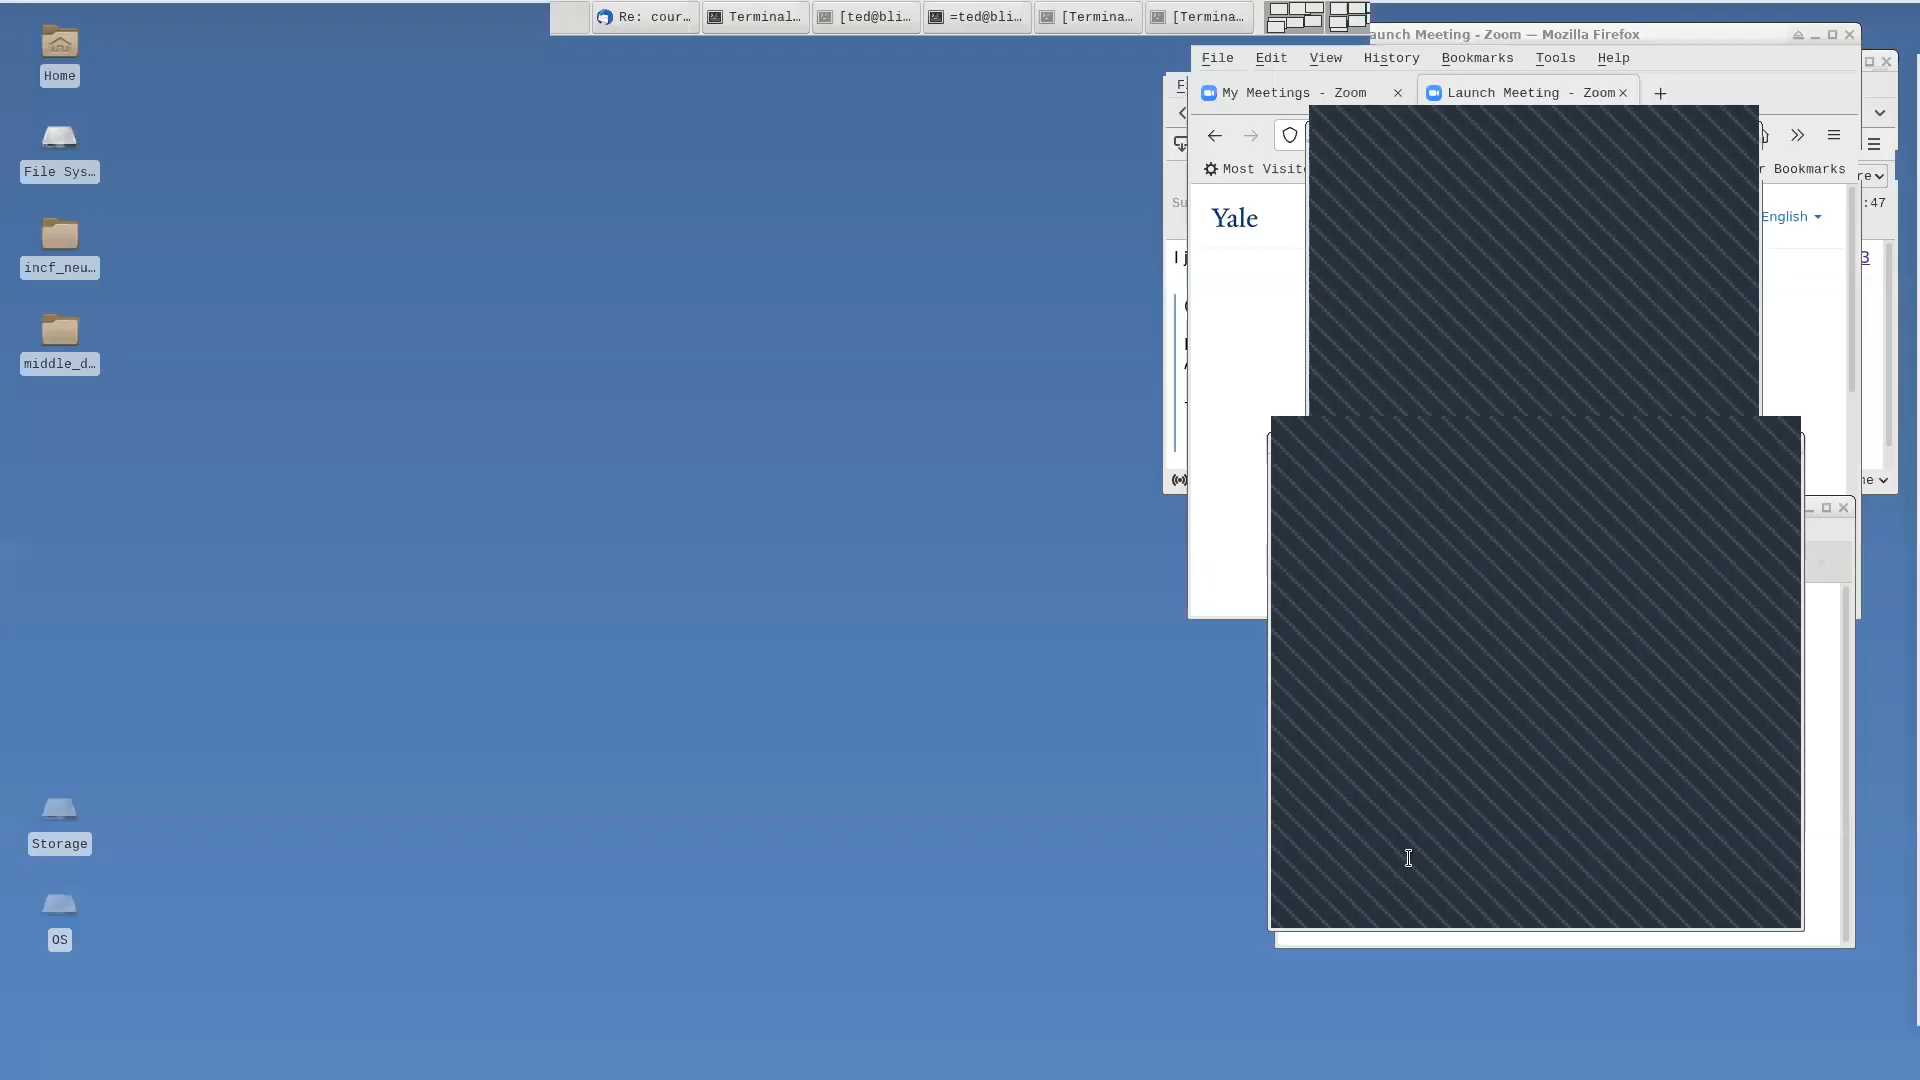 Re: cour…
Terminal…
[ted@bli…
=ted@bli…
[Termina…
[Termina…
aunch Meeting - Zoom — Mozilla Firefox
File Edit View History Bookmarks Tools Help
My Meetings - Zoom
Launch Meeting - Zoom
Most Visit
Bookmarks
Yale
English
:47
Home
File Sys…
incf_neu…
middle_d…
Storage
OS